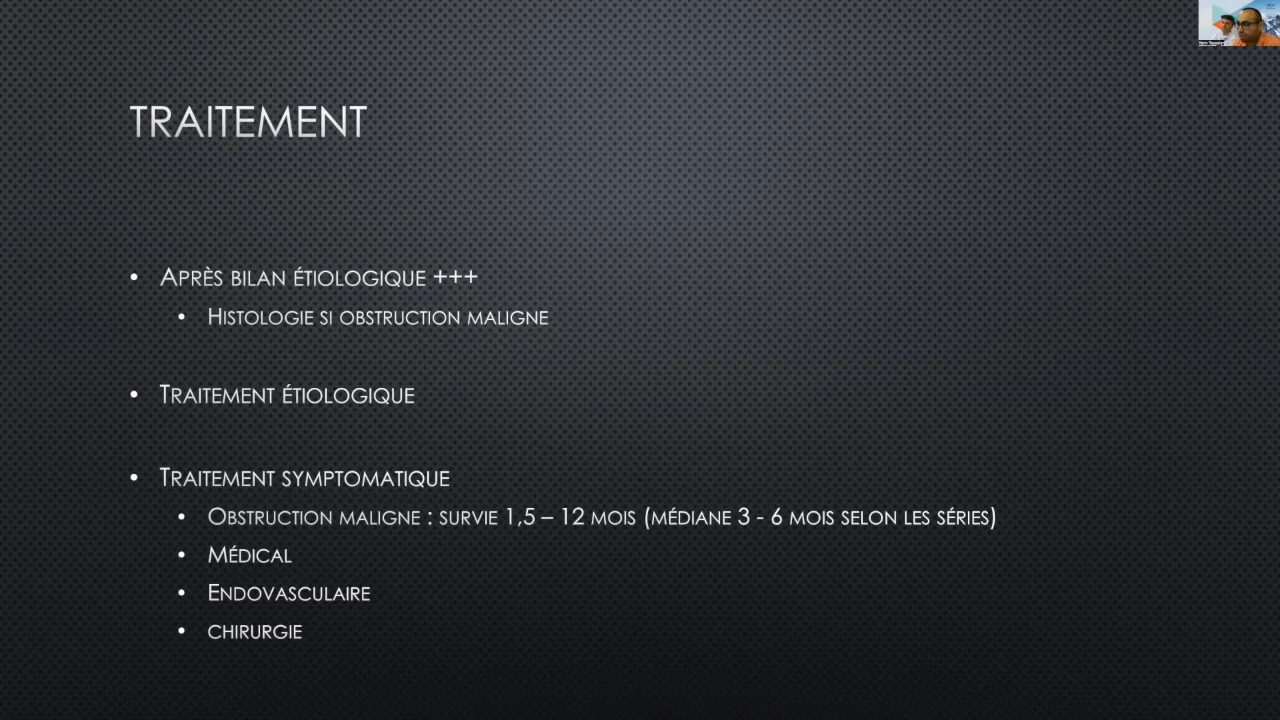 TRAITEMENT
• APRÈS BILAN ÉTIOLOGIQUE +++
• HISTOLOGIE SI OBSTRUCTION MALIGNE
• TRAITEMENT ÉTIOLOGIQUE
• TRAITEMENT SYMPTOMATIQUE
• OBSTRUCTION MALIGNE : SURVIE 1,5 – 12 MOIS (MÉDIANE 3 - 6 MOIS SELON LES SÉRIES)
• MÉDICAL
• ENDOVASCULAIRE
• CHIRURGIE